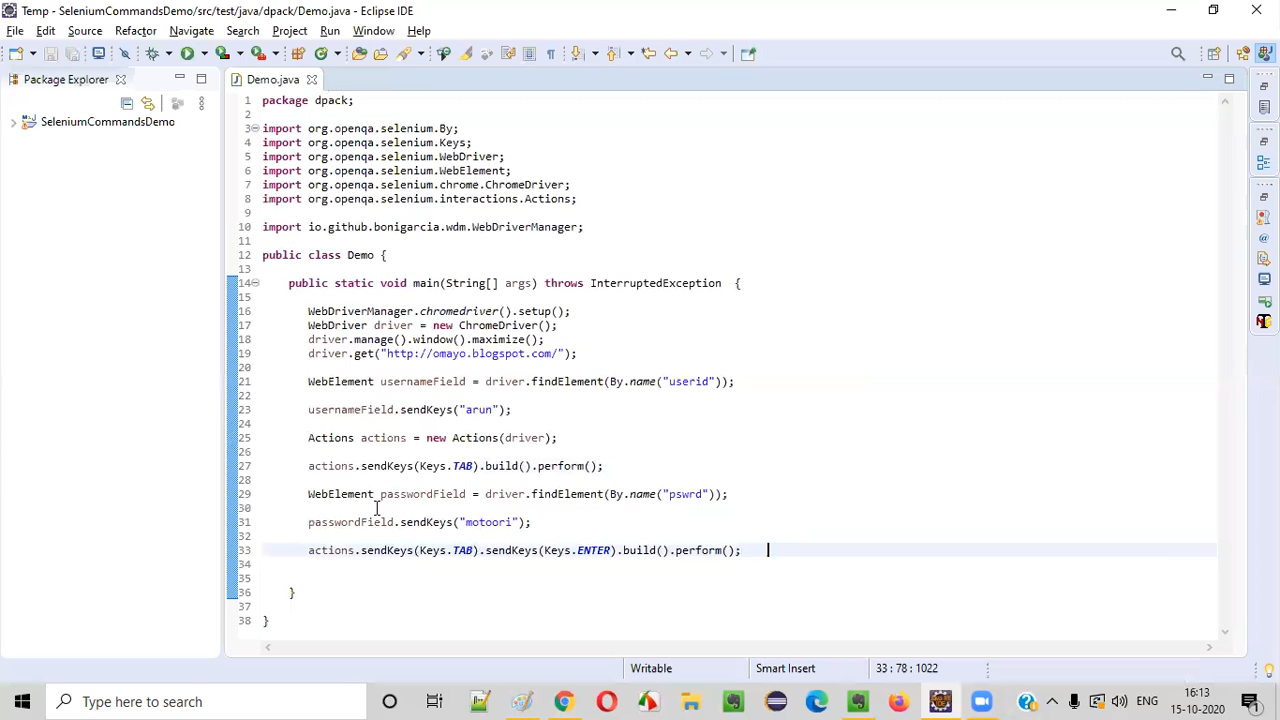 Temp - SeleniumCommandsDemo/src/test/java/dpack/Demo.java - Eclipse IDE
File Edit Source Refactor Navigate Search Project Run Window Help
Package Explorer
Demo.java
SeleniumCommandsDemo
1 package dpack;
2
3 import org.openqa.selenium.By;
4 import org.openqa.selenium.Keys;
5 import org.openqa.selenium.WebDriver;
6 import org.openqa.selenium.WebElement;
7 import org.openqa.selenium.chrome.ChromeDriver;
8 import org.openqa.selenium.interactions.Actions;
9
10 import io.github.bonigarcia.wdm.WebDriverManager;
11
12 public class Demo {
13
14 public static void main(String[] args) throws InterruptedException {
15
16 WebDriverManager.chromedriver().setup();
17 WebDriver driver = new ChromeDriver();
18 driver.manage().window().maximize();
19 driver.get("http://omayo.blogspot.com/");
20
21 WebElement usernameField = driver.findElement(By.name("userid"));
22
23 usernameField.sendKeys("arun");
24
25 Actions actions = new Actions(driver);
26
27 actions.sendKeys(Keys.TAB).build().perform();
28
29 WebElement passwordField = driver.findElement(By.name("pswrd"));
30
31 passwordField.sendKeys("motoori");
32
33 actions.sendKeys(Keys.TAB).sendKeys(Keys.ENTER).build().perform();
34
35
36 }
37
38 }
Writable Smart Insert 33 : 78 : 1022
Type here to search
ENG
16:13
15-10-2020